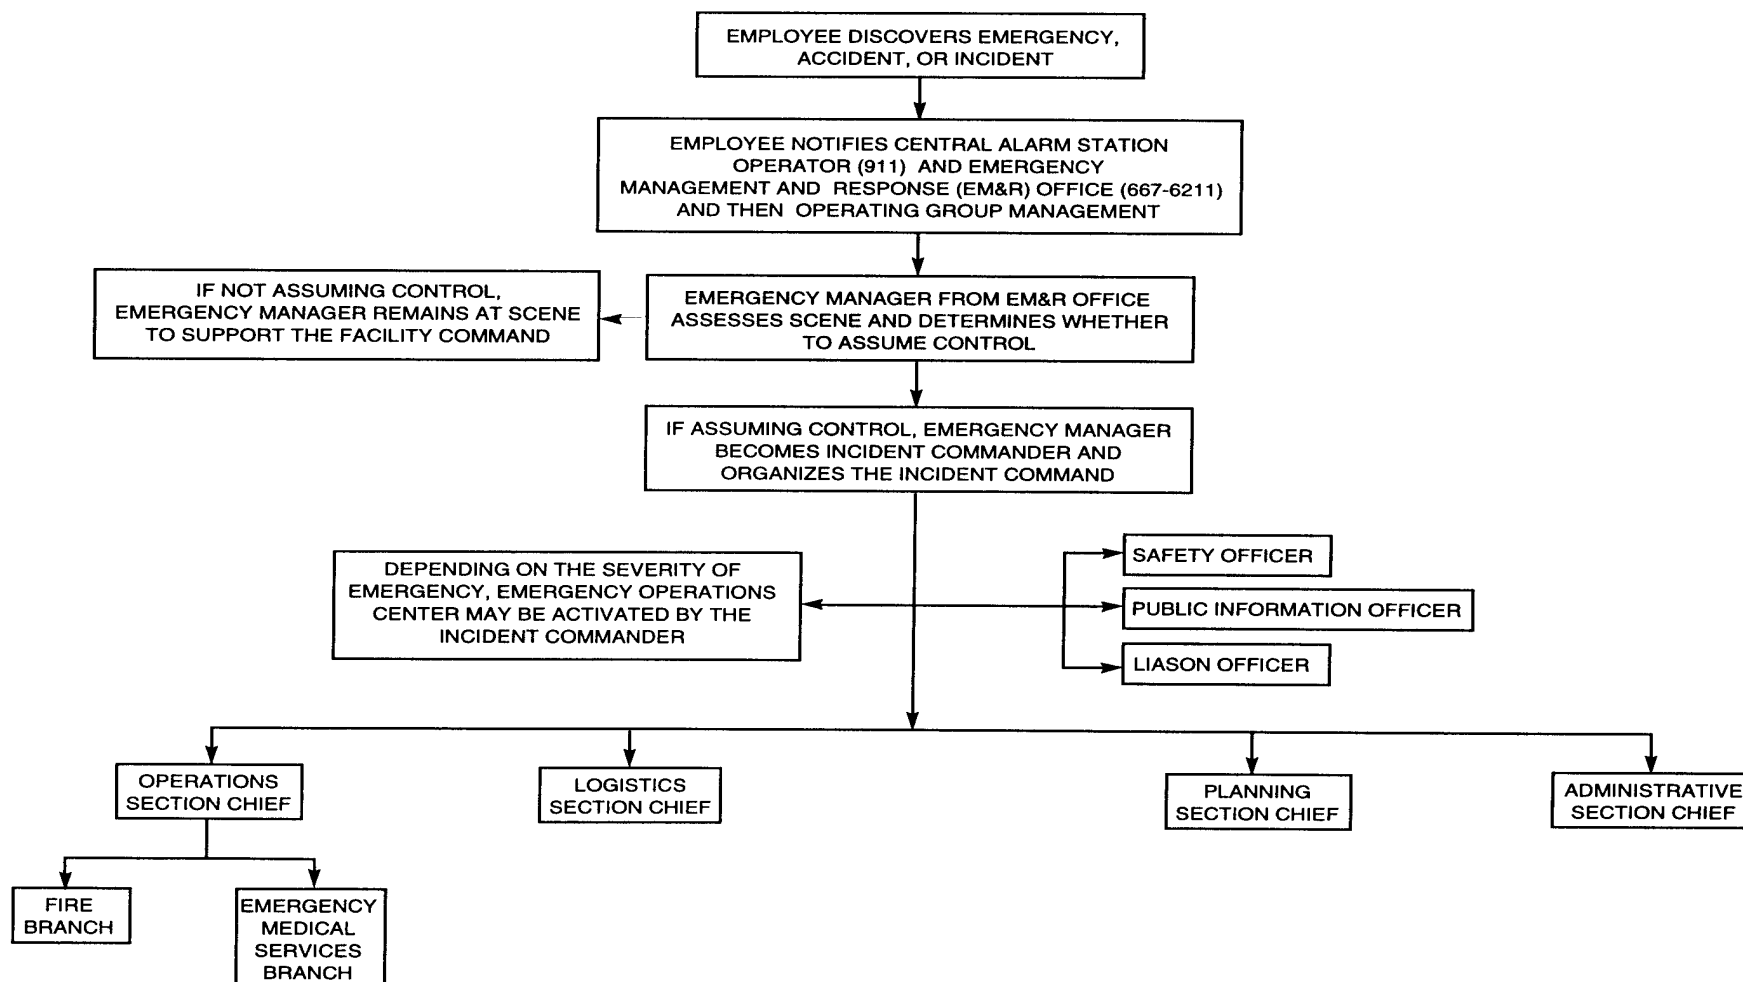 EMPLOYEE DISCOVERS EMERGENCY,
ACCIDENT, OR INCIDENT
EMPLOYEE NOTIFIES CENTRAL ALARM STATION
OPERATOR (911) AND EMERGENCY
MANAGEMENT AND RESPONSE (EM&R) OFFICE (667-6211)
AND THEN OPERATING GROUP MANAGEMENT
IF NOT ASSUMING CONTROL,
EMERGENCY MANAGER REMAINS AT SCENE
TO SUPPORT THE FACILITY COMMAND
EMERGENCY MANAGER FROM EM&R OFFICE
ASSESSES SCENE AND DETERMINES WHETHER
TO ASSUME CONTROL
IF ASSUMING CONTROL, EMERGENCY MANAGER
BECOMES INCIDENT COMMANDER AND
ORGANIZES THE INCIDENT COMMAND
DEPENDING ON THE SEVERITY OF
EMERGENCY, EMERGENCY OPERATIONS
CENTER MAY BE ACTIVATED BY THE
INCIDENT COMMANDER
SAFETY OFFICER
PUBLIC INFORMATION OFFICER
LIASON OFFICER
OPERATIONS
SECTION CHIEF
LOGISTICS
SECTION CHIEF
PLANNING
SECTION CHIEF
ADMINISTRATIVE
SECTION CHIEF
FIRE
BRANCH
EMERGENCY
MEDICAL
SERVICES
BRANCH